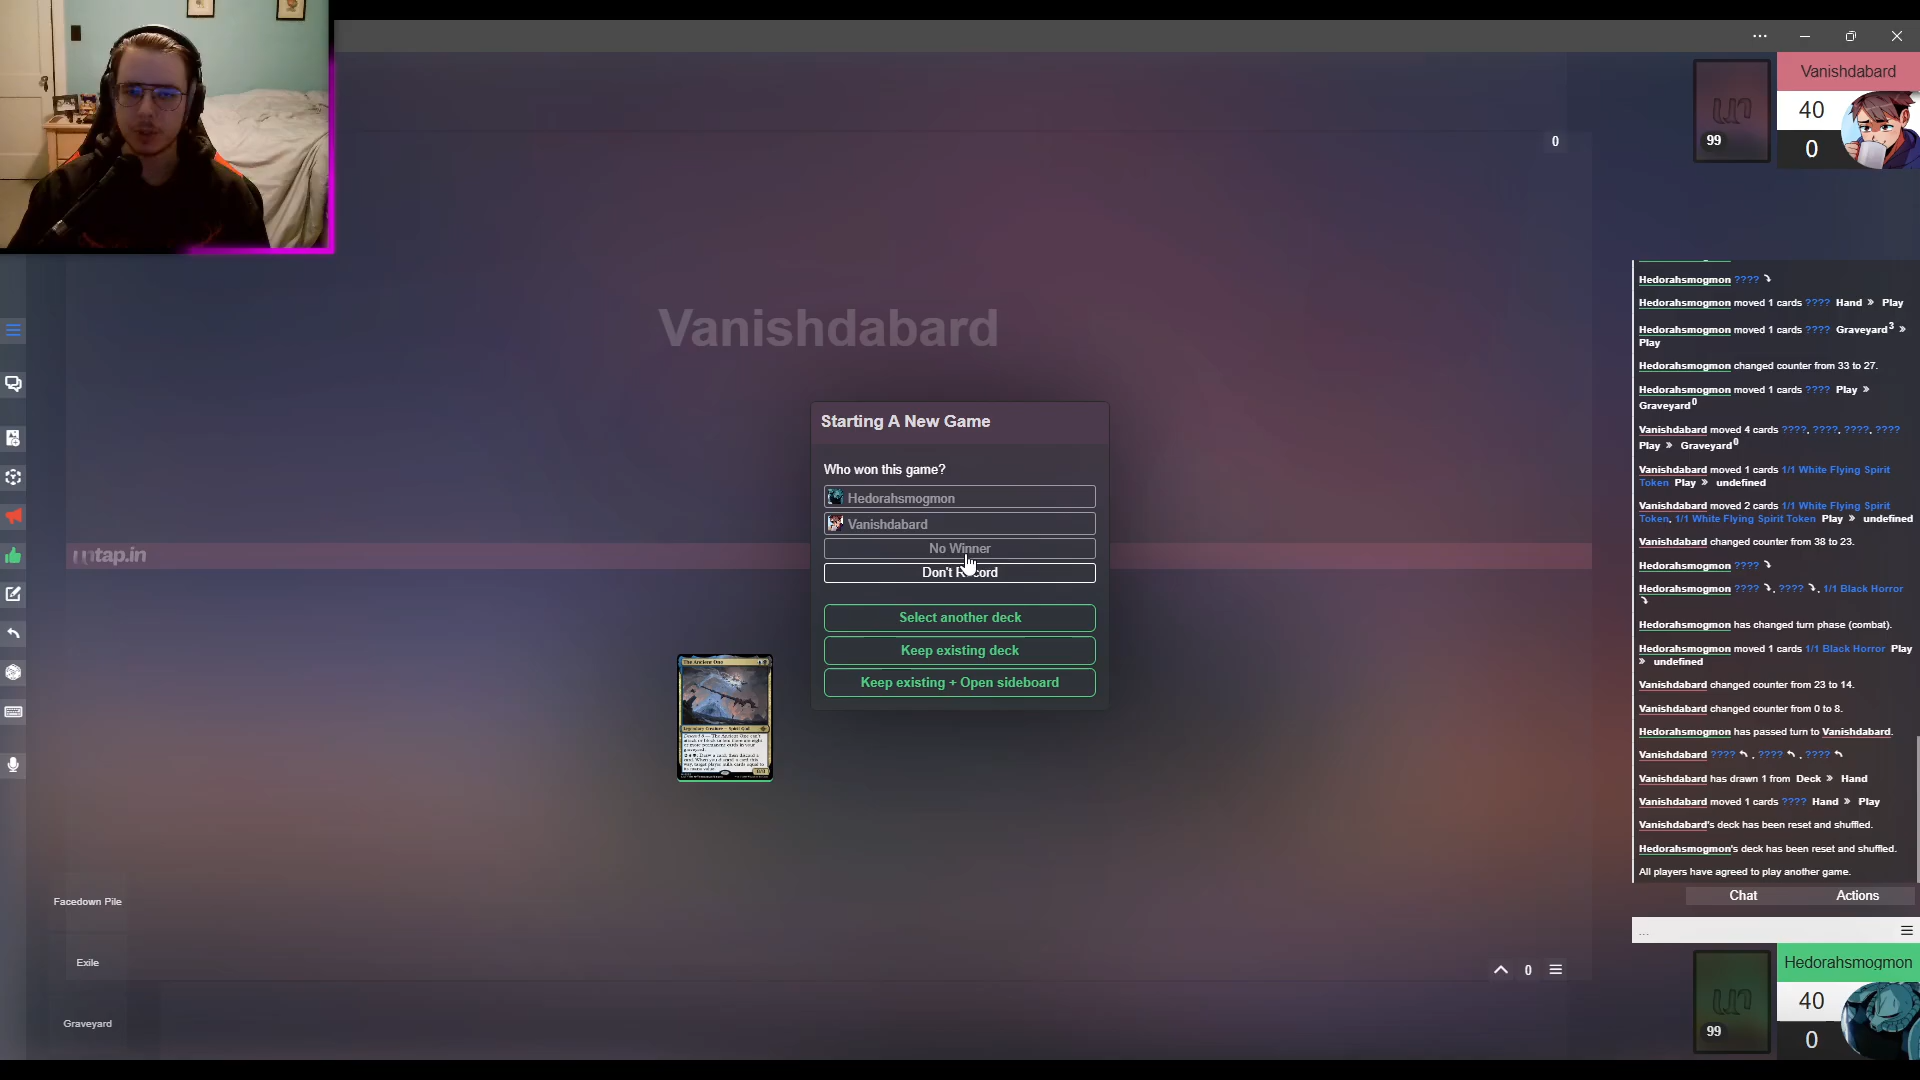 Vanishdabard
40
99
0
0
Vanishdabard
Hedorahsmogmon ????
Hedorahsmogmon moved 1 cards ???? Hand » Play
Hedorahsmogmon moved 1 cards ???? Graveyard3 »
Play
Hedorahsmogmon changed counter from 33 to 27.
Hedorahsmogmon moved 1 cards ???? Play »
Graveyard0
Vanishdabard moved 4 cards ????, ????, ????, ????
Play » Graveyard0
Vanishdabard moved 1 cards 1/1 White Flying Spirit
Token Play » undefined
Vanishdabard moved 2 cards 1/1 White Flying Spirit
Token, 1/1 White Flying Spirit Token Play » undefined
Vanishdabard changed counter from 38 to 23.
Hedorahsmogmon ????
Hedorahsmogmon ???? , ???? , 1/1 Black Horror
Hedorahsmogmon has changed turn phase (combat).
Hedorahsmogmon moved 1 cards 1/1 Black Horror Play
» undefined
Vanishdabard changed counter from 23 to 14.
Vanishdabard changed counter from 0 to 8.
Hedorahsmogmon has passed turn to Vanishdabard.
Vanishdabard ???? , ???? , ????
Vanishdabard has drawn 1 from Deck » Hand
Vanishdabard moved 1 cards ???? Hand » Play
Vanishdabard's deck has been reset and shuffled.
Hedorahsmogmon's deck has been reset and shuffled.
All players have agreed to play another game.
Chat Actions
...
Starting A New Game
Who won this game?
Hedorahsmogmon
Vanishdabard
No Winner
Don't Record
Select another deck
Keep existing deck
Keep existing + Open sideboard
untap.in
The Ancient One
Legendary Creature — Spirit God
Facedown Pile
Exile
Graveyard
0
Hedorahsmogmon
40
99
0